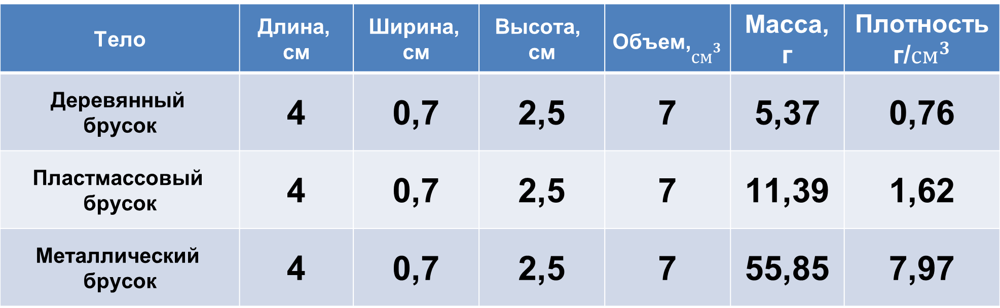 Тело
Длина,
см
Ширина,
см
Высота,
см
Объем, см³
Масса,
г
Плотность
г/см³
Деревянный
брусок
4
0,7
2,5
7
5,37
0,76
Пластмассовый
брусок
4
0,7
2,5
7
11,39
1,62
Металлический
брусок
4
0,7
2,5
7
55,85
7,97